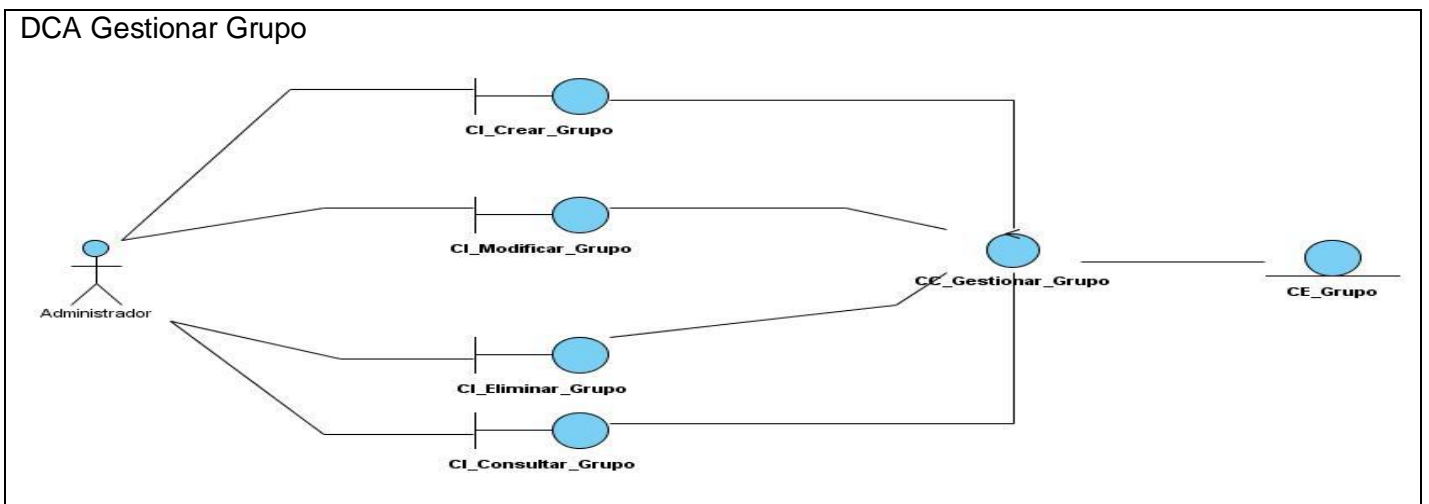 DCA Gestionar Grupo
CI_Crear_Grupo
CI_Modificar_Grupo
Administrador
CC_Gestionar_Grupo
CE_Grupo
CI_Eliminar_Grupo
CI_Consultar_Grupo